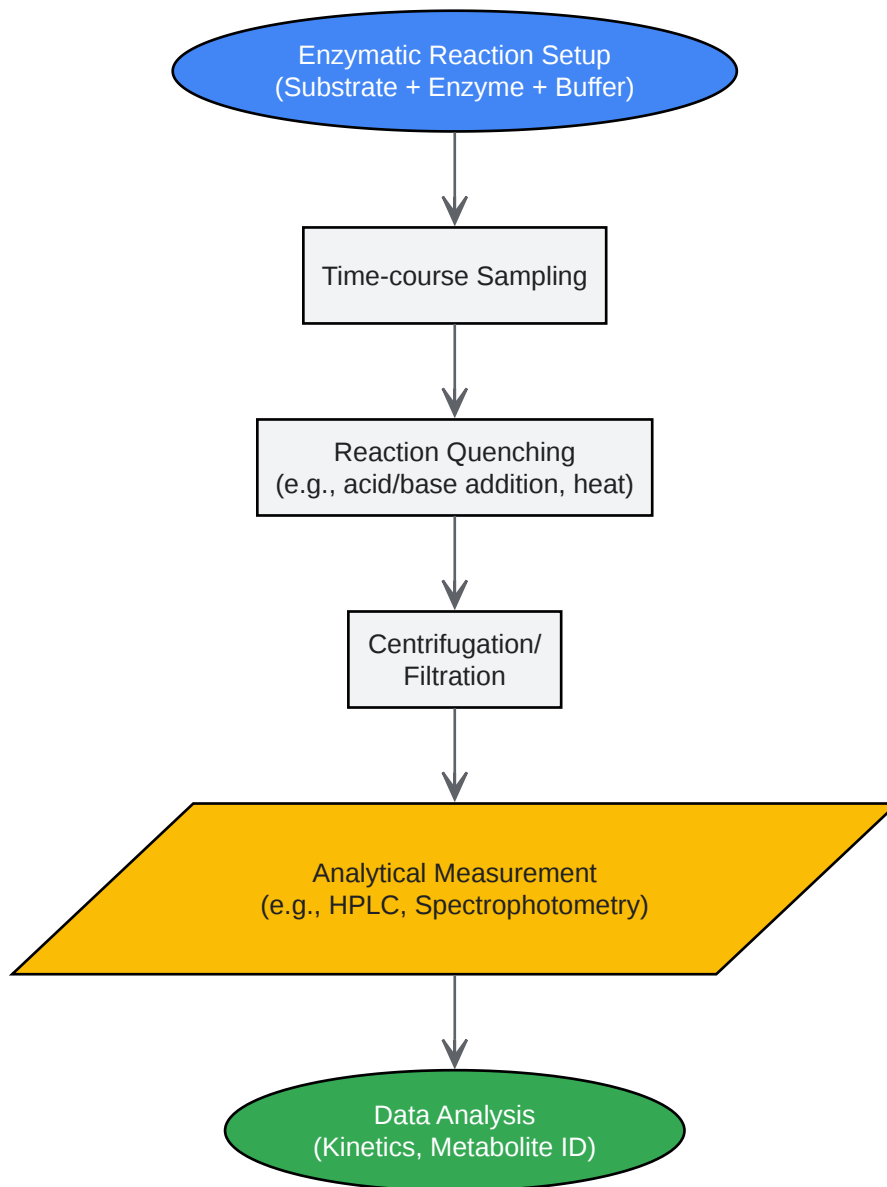 Enzymatic Reaction Setup
(Substrate + Enzyme + Buffer)
Time-course Sampling
Reaction Quenching
(e.g., acid/base addition, heat)
Centrifugation/
Filtration
Analytical Measurement
(e.g., HPLC, Spectrophotometry)
Data Analysis
(Kinetics, Metabolite ID)